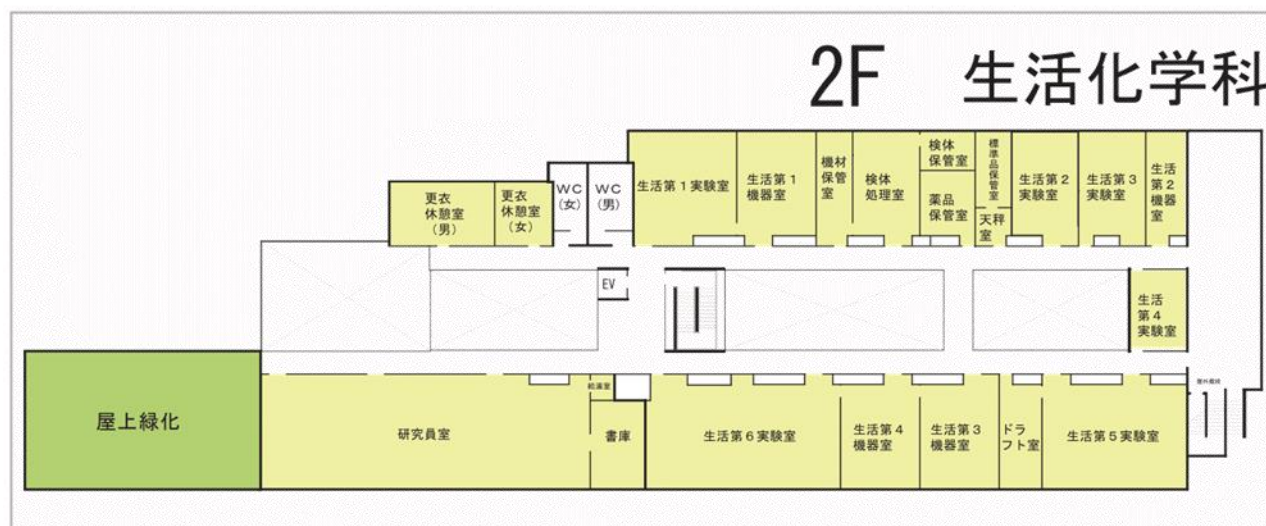 2F 生活化学科
生活第1実験室
生活第1
機器室
機材
保管
室
検体
処理室
検体
保管室
薬品
保管室
標準品保管室
天秤
室
生活第2
実験室
生活第3
実験室
生活
第2
機器
室
更衣
休憩室
(男)
更衣
休憩室
(女)
WC
(女)
WC
(男)
EV
生活
第4
実験室
屋上緑化
研究員室
給湯室
書庫
生活第6実験室
生活第4
機器室
生活第3
機器室
ドラ
フト室
生活第5実験室